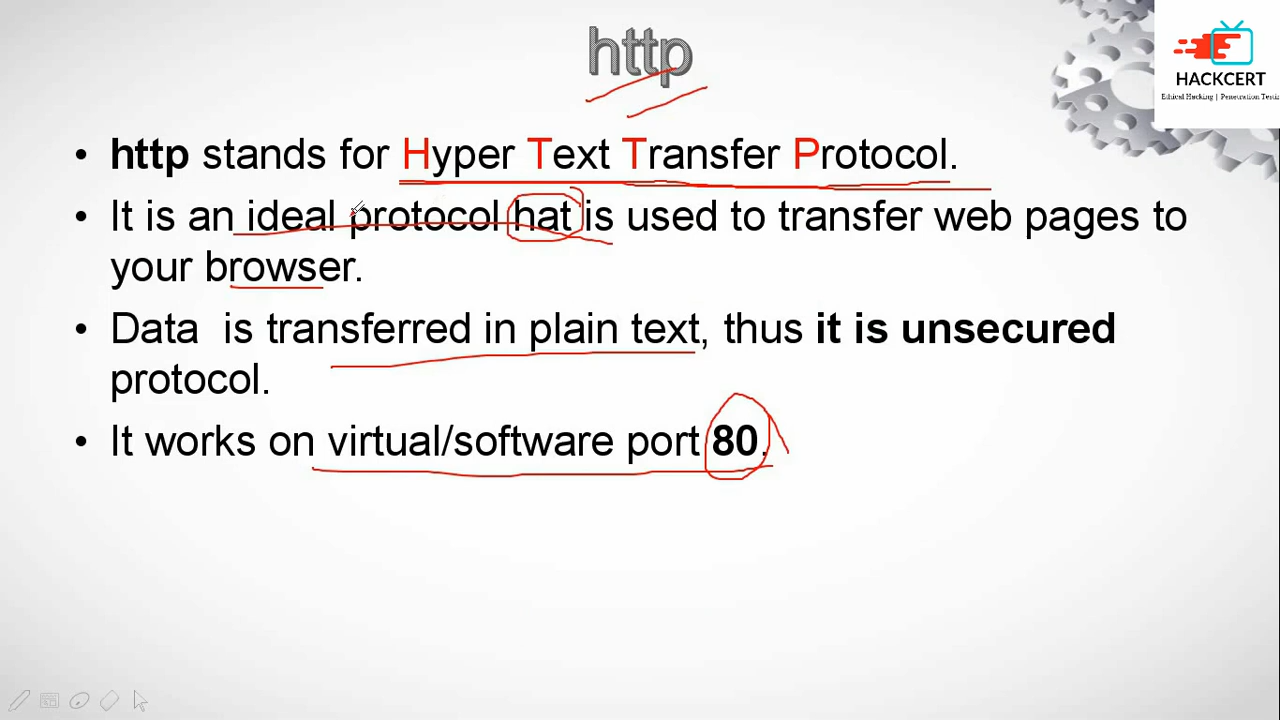 http
HACKCERT
Ethical Hacking | Penetration Testi
• http stands for Hyper Text Transfer Protocol.
• It is an ideal protocol hat is used to transfer web pages to
your browser.
• Data is transferred in plain text, thus it is unsecured
protocol.
• It works on virtual/software port 80.